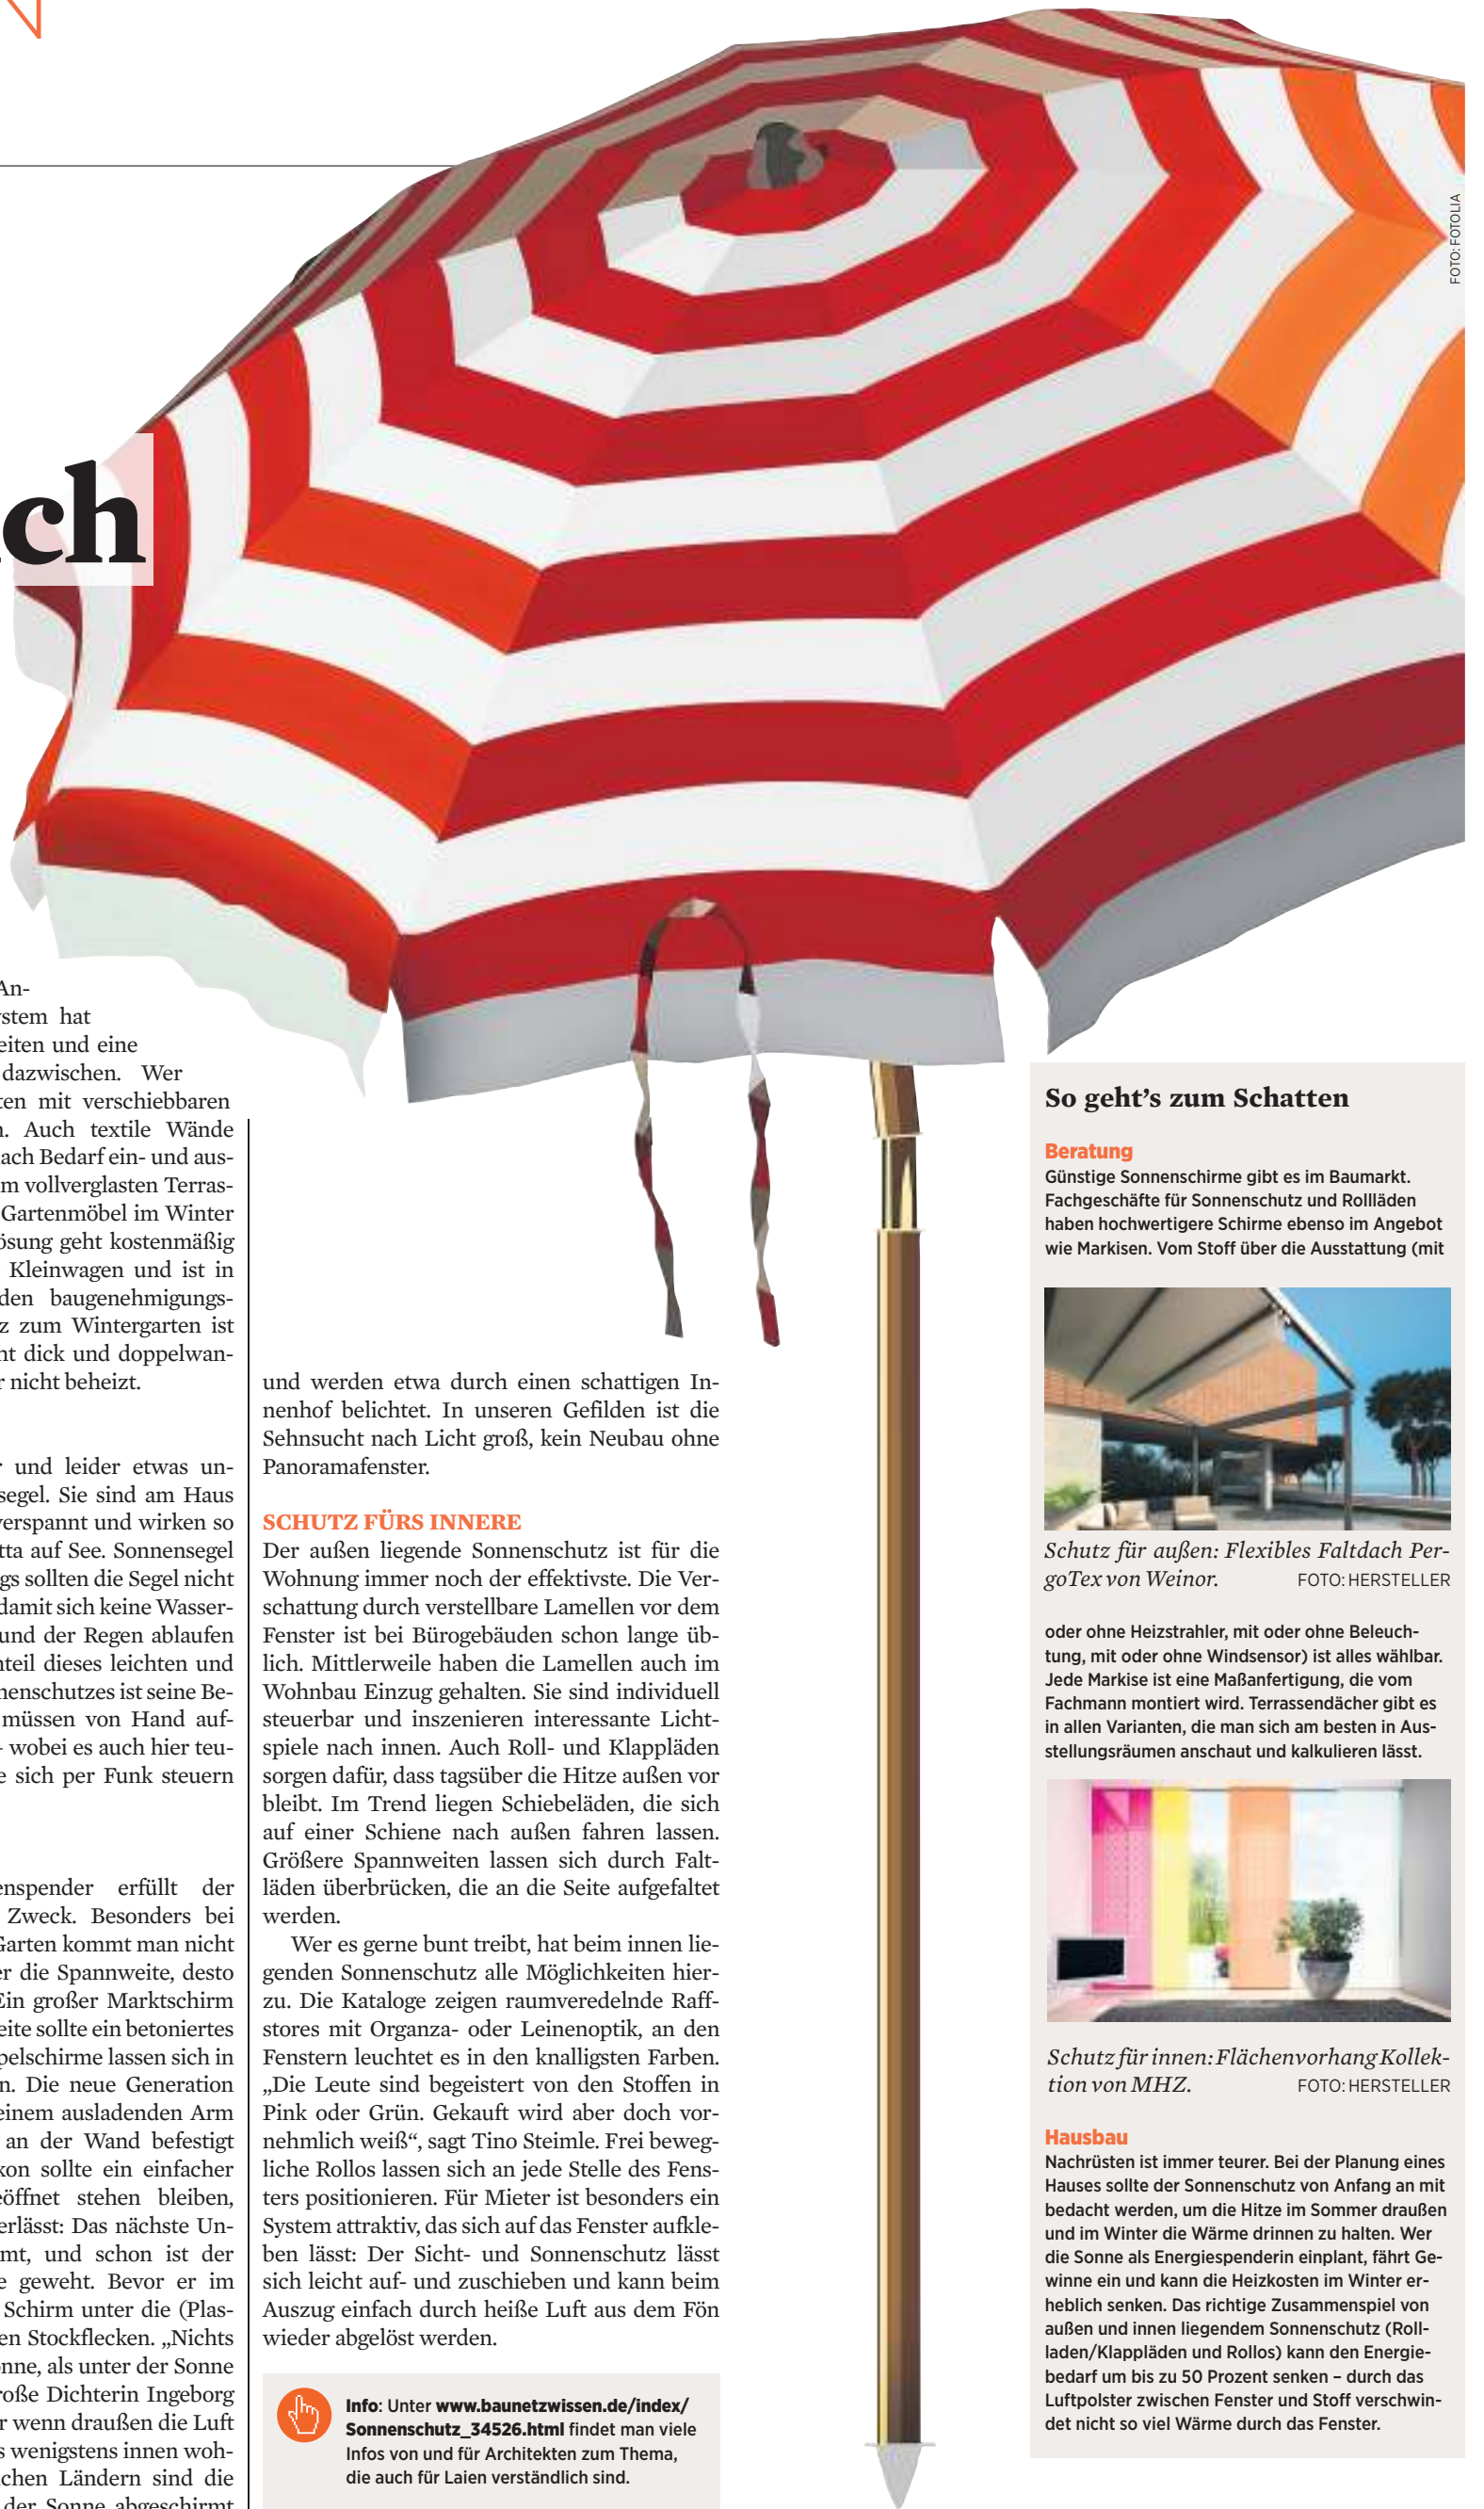 ch
FOTO: FOTOLIA
An-
stem hat
eiten und eine
dazwischen. Wer
ten mit verschiebbaren
n. Auch textile Wände
ach Bedarf ein- und aus-
m vollverglasten Terras-
Gartenmöbel im Winter
ösung geht kostenmäßig
Kleinwagen und ist in
den baugenehmigungs-
z zum Wintergarten ist
nt dick und doppelwan-
r nicht beheizt.
r und leider etwas un-
segel. Sie sind am Haus
verspannt und wirken so
tta auf See. Sonnensegel
gs sollten die Segel nicht
damit sich keine Wasser-
und der Regen ablaufen
nteil dieses leichten und
nenschutzes ist seine Be-
müssen von Hand auf-
– wobei es auch hier teu-
e sich per Funk steuern
enspender erfüllt der
Zweck. Besonders bei
Garten kommt man nicht
er die Spannweite, desto
Ein großer Marktschirm
eite sollte ein betoniertes
pelschirme lassen sich in
n. Die neue Generation
einem ausladenden Arm
an der Wand befestigt
kon sollte ein einfacher
eöffnet stehen bleiben,
erlässt: Das nächste Un-
mt, und schon ist der
e geweht. Bevor er im
Schirm unter die (Plas-
en Stockflecken. „Nichts
onne, als unter der Sonne
roße Dichterin Ingeborg
r wenn draußen die Luft
s wenigstens innen woh-
chen Ländern sind die
der Sonne abgeschirmt
und werden etwa durch einen schattigen In-
nenhof belichtet. In unseren Gefilden ist die
Sehnsucht nach Licht groß, kein Neubau ohne
Panoramafenster.
SCHUTZ FÜRS INNERE
Der außen liegende Sonnenschutz ist für die
Wohnung immer noch der effektivste. Die Ver-
schattung durch verstellbare Lamellen vor dem
Fenster ist bei Bürogebäuden schon lange üb-
lich. Mittlerweile haben die Lamellen auch im
Wohnbau Einzug gehalten. Sie sind individuell
steuerbar und inszenieren interessante Licht-
spiele nach innen. Auch Roll- und Klappläden
sorgen dafür, dass tagsüber die Hitze außen vor
bleibt. Im Trend liegen Schiebeläden, die sich
auf einer Schiene nach außen fahren lassen.
Größere Spannweiten lassen sich durch Falt-
läden überbrücken, die an die Seite aufgefaltet
werden.
Wer es gerne bunt treibt, hat beim innen lie-
genden Sonnenschutz alle Möglichkeiten hier-
zu. Die Kataloge zeigen raumveredelnde Raff-
stores mit Organza- oder Leinenoptik, an den
Fenstern leuchtet es in den knalligsten Farben.
„Die Leute sind begeistert von den Stoffen in
Pink oder Grün. Gekauft wird aber doch vor-
nehmlich weiß“, sagt Tino Steimle. Frei beweg-
liche Rollos lassen sich an jede Stelle des Fens-
ters positionieren. Für Mieter ist besonders ein
System attraktiv, das sich auf das Fenster aufkle-
ben lässt: Der Sicht- und Sonnenschutz lässt
sich leicht auf- und zuschieben und kann beim
Auszug einfach durch heiße Luft aus dem Fön
wieder abgelöst werden.
Info: Unter www.baunetzwissen.de/index/
Sonnenschutz_34526.html findet man viele
Infos von und für Architekten zum Thema,
die auch für Laien verständlich sind.
So geht’s zum Schatten
Beratung
Günstige Sonnenschirme gibt es im Baumarkt.
Fachgeschäfte für Sonnenschutz und Rollläden
haben hochwertigere Schirme ebenso im Angebot
wie Markisen. Vom Stoff über die Ausstattung (mit
Schutz für außen: Flexibles Faltdach Per-
goTex von Weinor. FOTO: HERSTELLER
oder ohne Heizstrahler, mit oder ohne Beleuch-
tung, mit oder ohne Windsensor) ist alles wählbar.
Jede Markise ist eine Maßanfertigung, die vom
Fachmann montiert wird. Terrassendächer gibt es
in allen Varianten, die man sich am besten in Aus-
stellungsräumen anschaut und kalkulieren lässt.
Schutz für innen: Flächenvorhang Kollek-
tion von MHZ. FOTO: HERSTELLER
Hausbau
Nachrüsten ist immer teurer. Bei der Planung eines
Hauses sollte der Sonnenschutz von Anfang an mit
bedacht werden, um die Hitze im Sommer draußen
und im Winter die Wärme drinnen zu halten. Wer
die Sonne als Energiespenderin einplant, fährt Ge-
winne ein und kann die Heizkosten im Winter er-
heblich senken. Das richtige Zusammenspiel von
außen und innen liegendem Sonnenschutz (Roll-
laden/Klappläden und Rollos) kann den Energie-
bedarf um bis zu 50 Prozent senken – durch das
Luftpolster zwischen Fenster und Stoff verschwin-
det nicht so viel Wärme durch das Fenster.